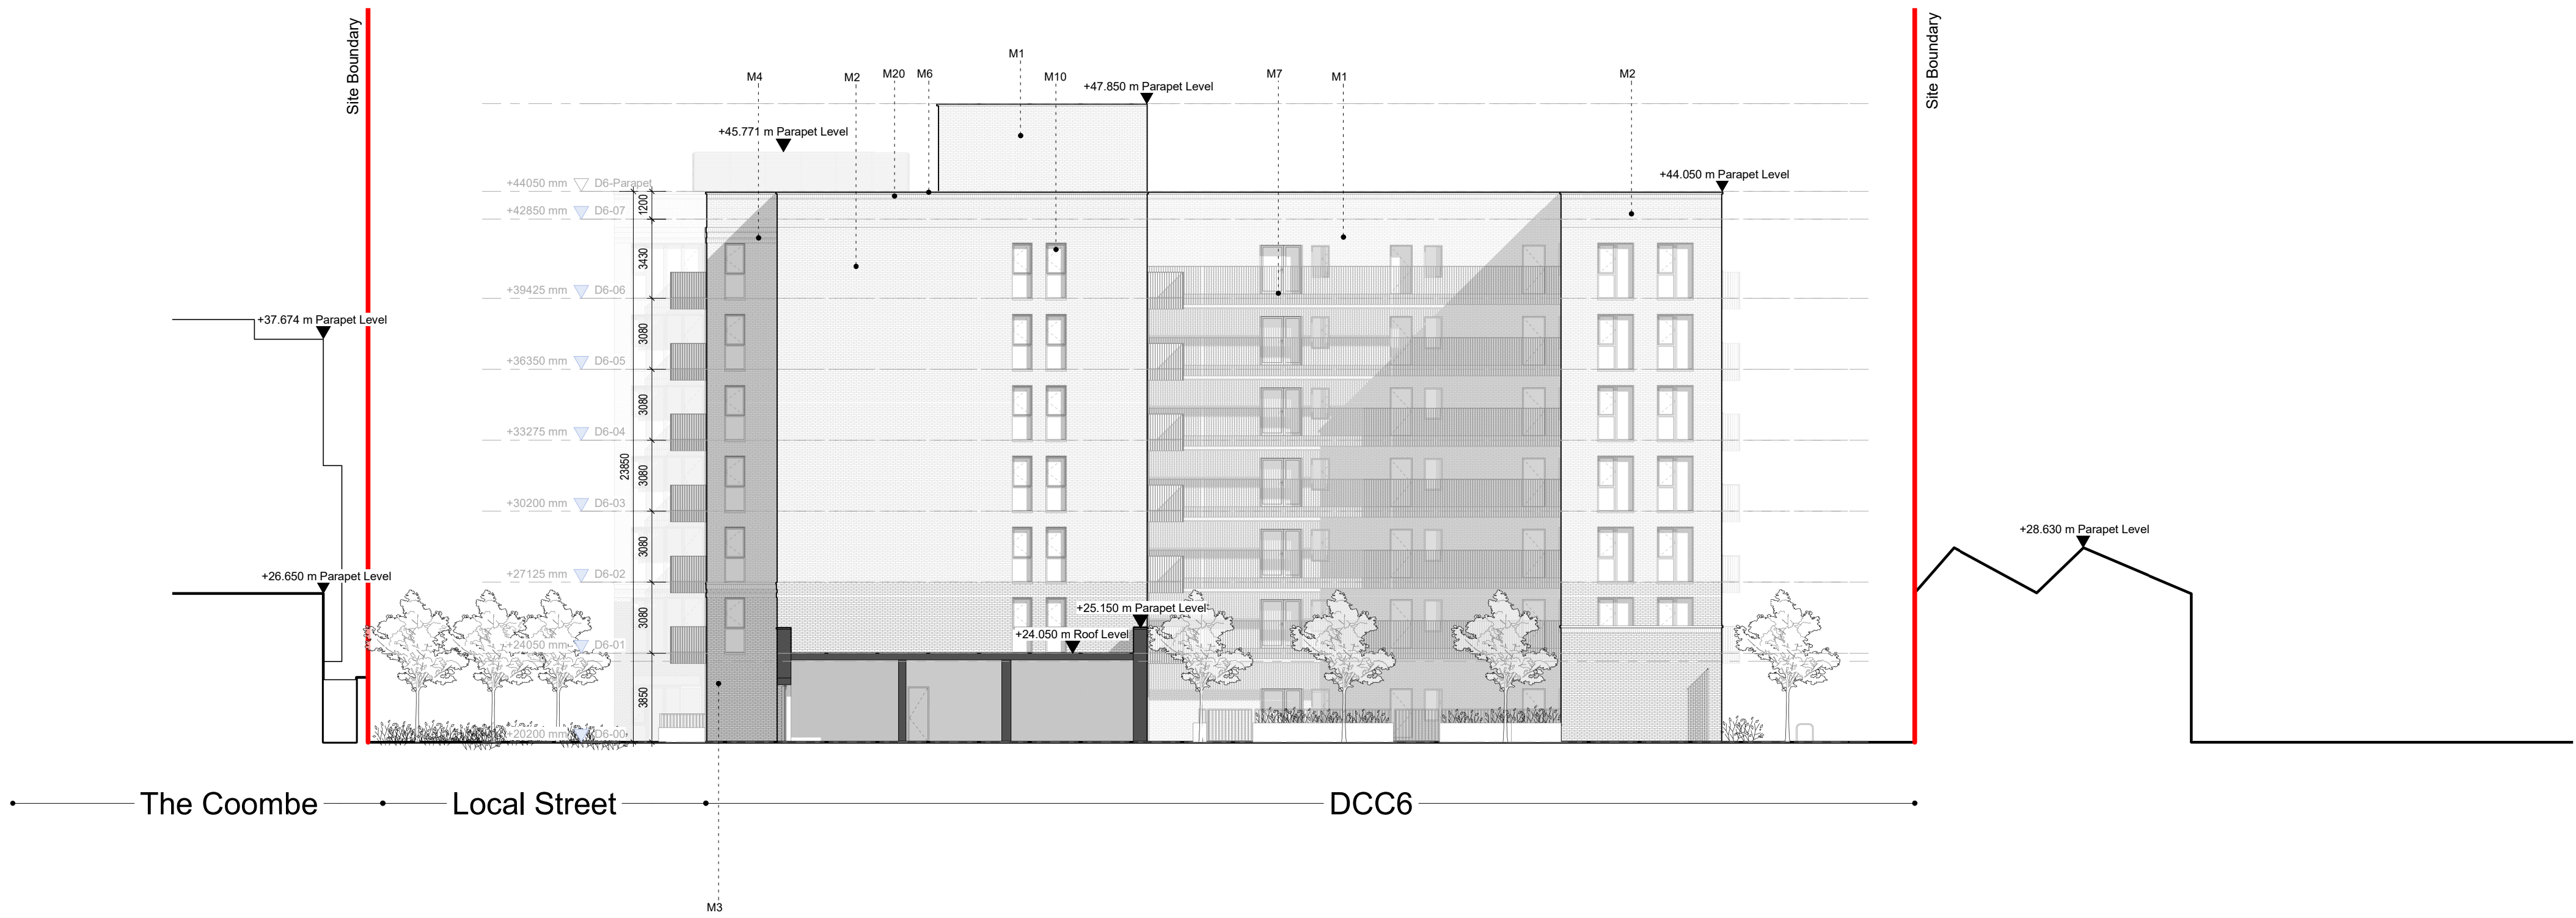 Site Boundary
Site Boundary
M1
M4
M2
M20
M6
M10
M7
M1
M2
+47.850 m Parapet Level
+45.771 m Parapet Level
+44.050 m Parapet Level
+44050 mm D6-Parapet
1200
+42850 mm D6-07
3430
+39425 mm D6-06
+37.674 m Parapet Level
3080
+36350 mm D6-05
3080
+33275 mm D6-04
23850
3080
+30200 mm D6-03
+28.630 m Parapet Level
3080
+27125 mm D6-02
+26.650 m Parapet Level
3080
+25.150 m Parapet Level
+24.050 m Roof Level
+24050 mm D6-01
3850
+20200 mm D6-00
The Coombe
Local Street
DCC6
M3